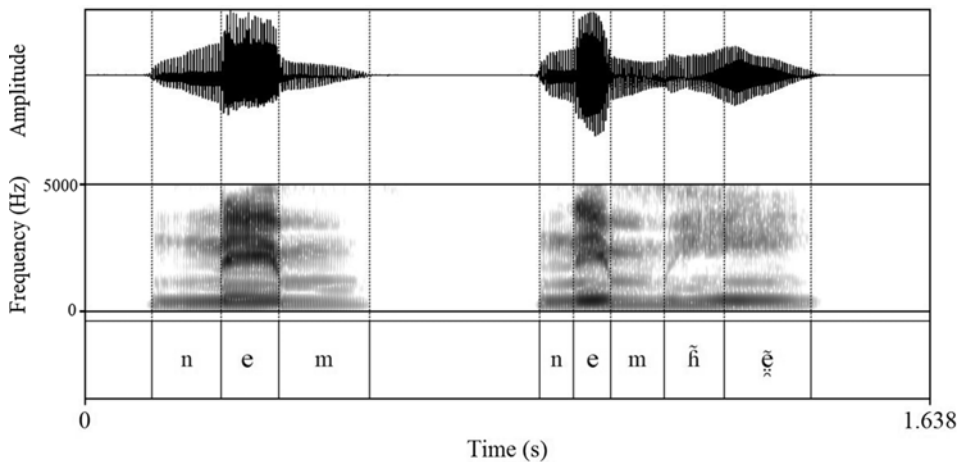 Amplitude
5000
Frequency (Hz)
0
n e m n e m ɦ̃ ẽ̤̽
0 1.638
Time (s)